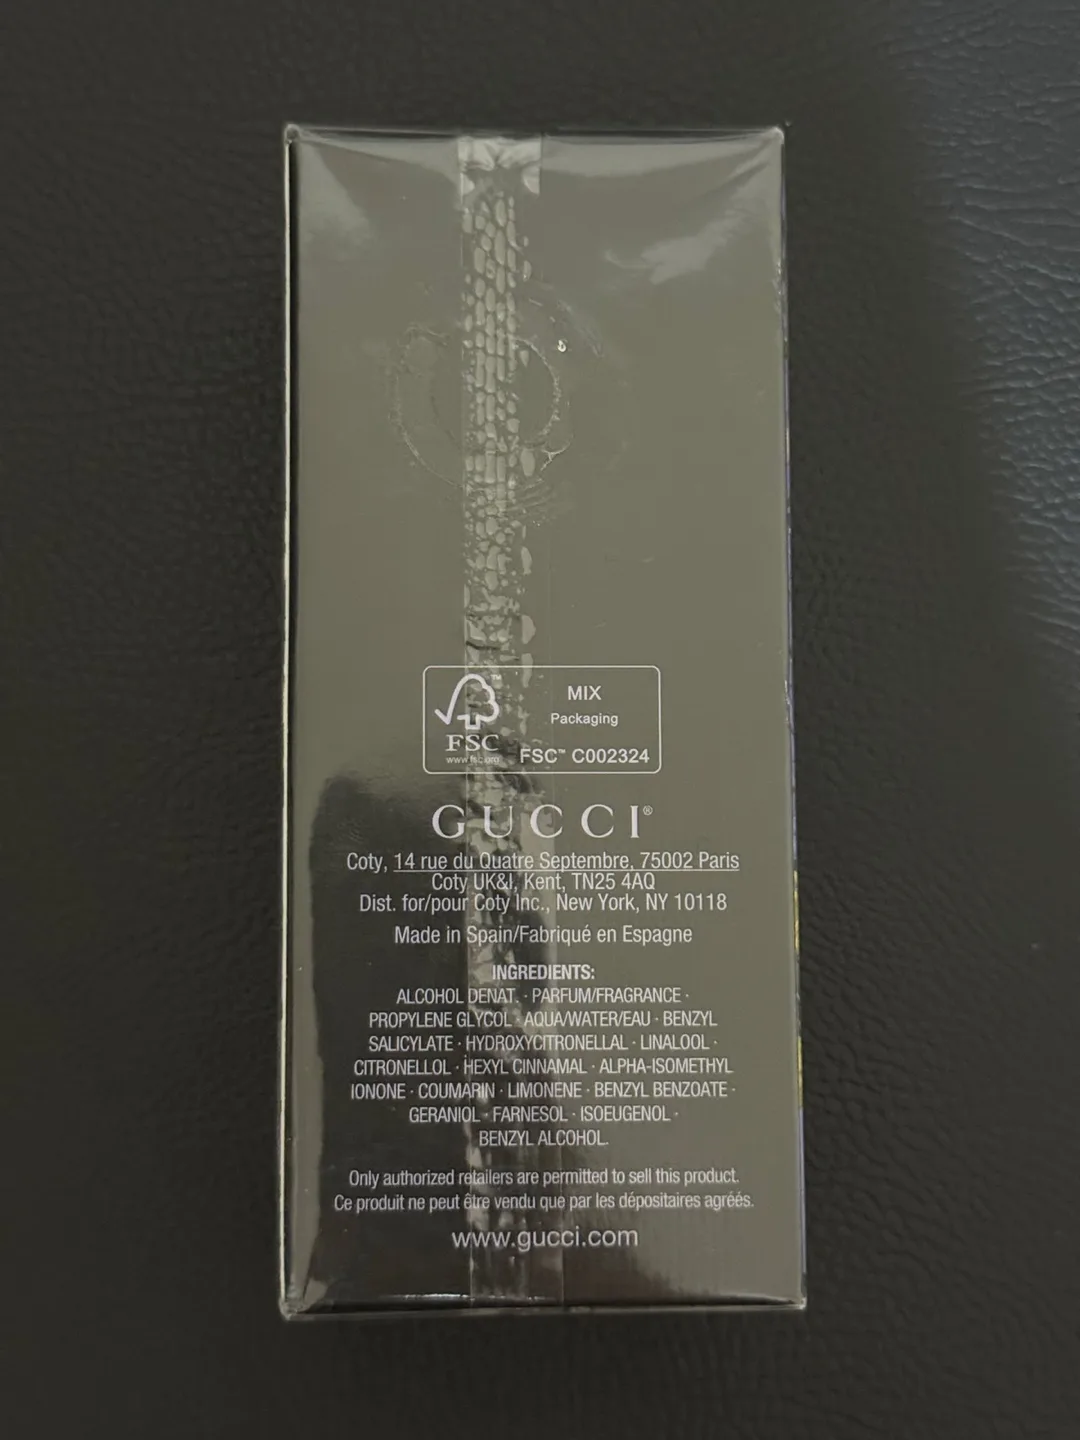 MIX
Packaging
FSC
www.fsc.org
FSC™ C002324
GUCCI®
Coty, 14 rue du Quatre Septembre, 75002 Paris
Coty UK&I, Kent, TN25 4AQ
Dist. for/pour Coty Inc., New York, NY 10118
Made in Spain/Fabriqué en Espagne
INGREDIENTS:
ALCOHOL DENAT. · PARFUM/FRAGRANCE ·
PROPYLENE GLYCOL · AQUA/WATER/EAU · BENZYL
SALICYLATE · HYDROXYCITRONELLAL · LINALOOL ·
CITRONELLOL · HEXYL CINNAMAL · ALPHA-ISOMETHYL
IONONE · COUMARIN · LIMONENE · BENZYL BENZOATE ·
GERANIOL · FARNESOL · ISOEUGENOL ·
BENZYL ALCOHOL.
Only authorized retailers are permitted to sell this product.
Ce produit ne peut être vendu que par les dépositaires agréés.
www.gucci.com